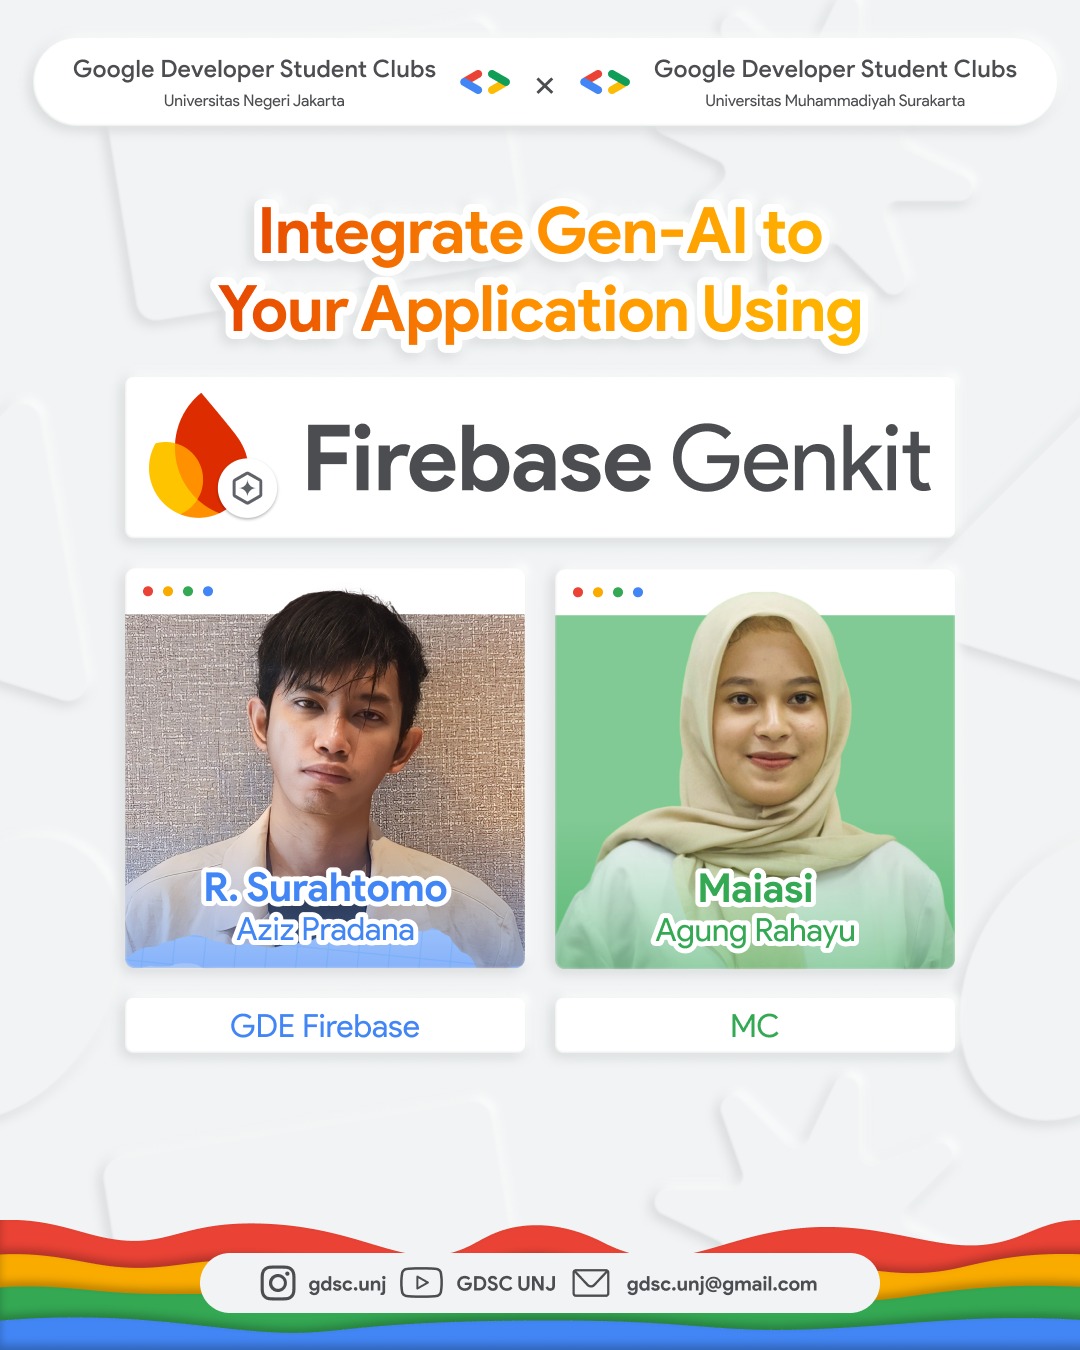 Google Developer Student Clubs
Universitas Negeri Jakarta
×
Google Developer Student Clubs
Universitas Muhammadiyah Surakarta
Integrate Gen-AI to
Your Application Using
Firebase Genkit
R. Surahtomo
Aziz Pradana
GDE Firebase
Maiasi
Agung Rahayu
MC
gdsc.unj
GDSC UNJ
gdsc.unj@gmail.com